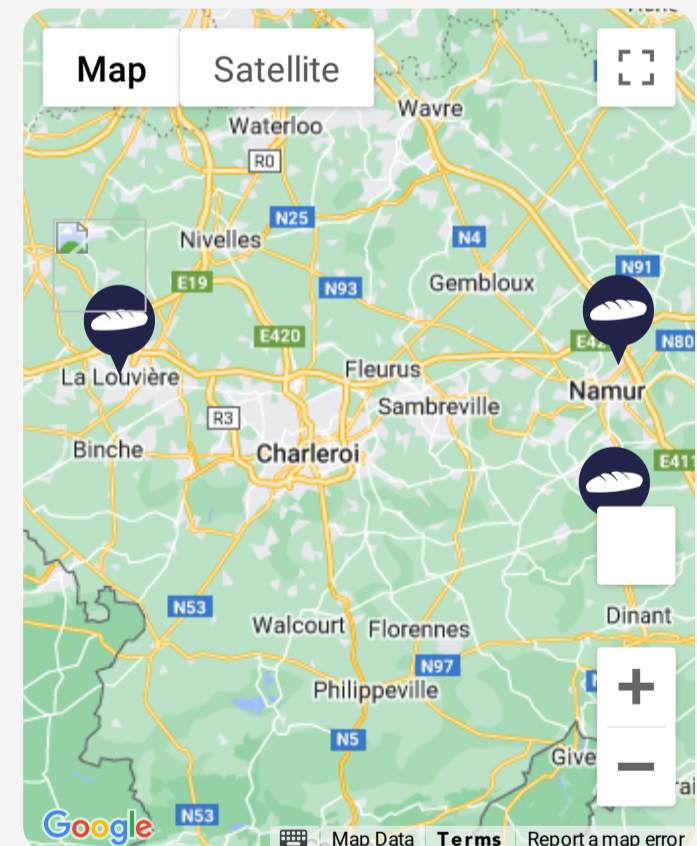 Map
Satellite
Wavre
Waterloo
R0
N25
N4
Nivelles
N91
Gembloux
E19
N93
E420
N80
Fleurus
La Louvière
Namur
Sambreville
R3
Binche
Charleroi
E411
N53
Dinant
Walcourt
Florennes
N97
Philippeville
N5
Give
N53
Google
Map Data
Terms
Report a map error